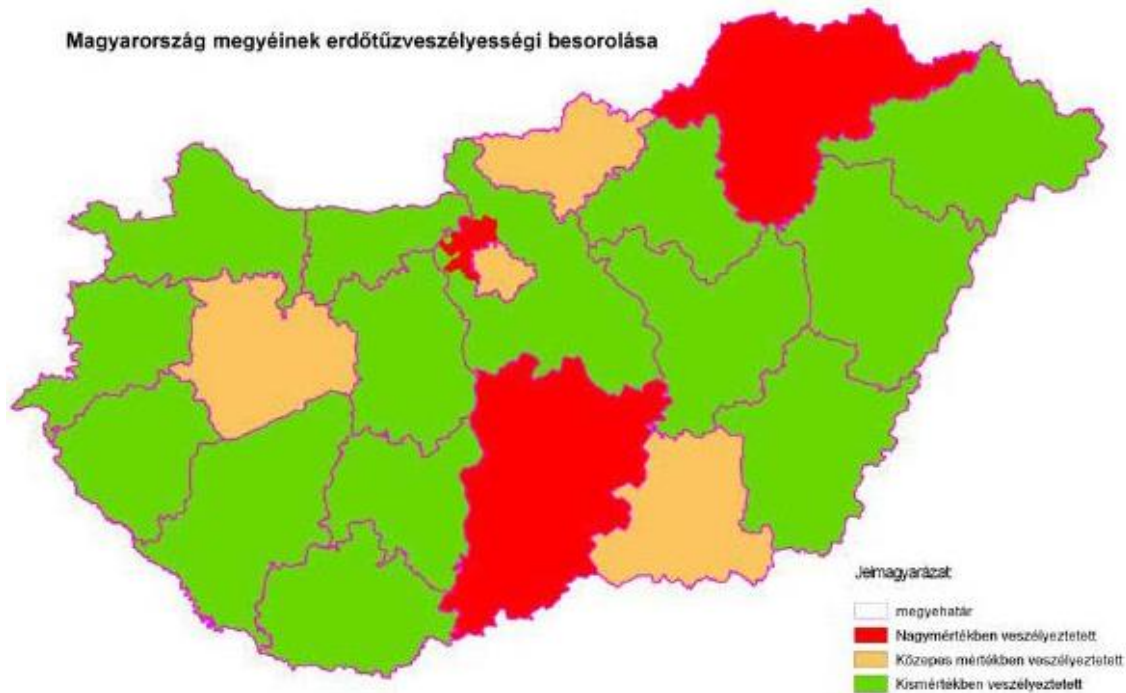 Magyarország megyéinek erdőtűzveszélyességi besorolása
Jelmagyarázat
megyehatár
Nagymértékben veszélyeztetett
Közepes mértékben veszélyeztetett
Kismértékben veszélyeztetett